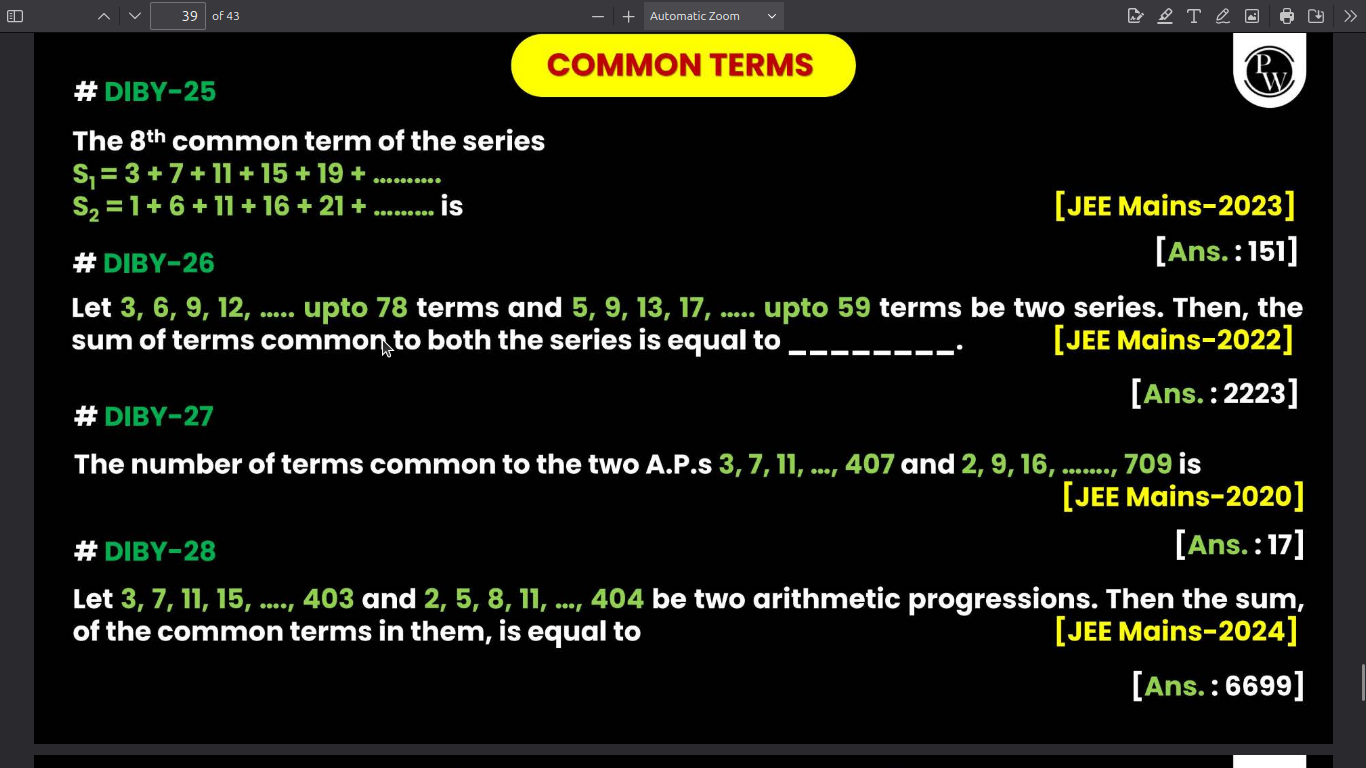 39 of 43 Automatic Zoom
COMMON TERMS
PW
# DIBY-25
The 8th common term of the series
S1 = 3 + 7 + 11 + 15 + 19 + ..........
S2 = 1 + 6 + 11 + 16 + 21 + ......... is [JEE Mains-2023]
[Ans. : 151]
# DIBY-26
Let 3, 6, 9, 12, ..... upto 78 terms and 5, 9, 13, 17, ..... upto 59 terms be two series. Then, the
sum of terms common to both the series is equal to ________. [JEE Mains-2022]
[Ans. : 2223]
# DIBY-27
The number of terms common to the two A.P.s 3, 7, 11, ..., 407 and 2, 9, 16, ......., 709 is
[JEE Mains-2020]
[Ans. : 17]
# DIBY-28
Let 3, 7, 11, 15, ...., 403 and 2, 5, 8, 11, ..., 404 be two arithmetic progressions. Then the sum,
of the common terms in them, is equal to [JEE Mains-2024]
[Ans. : 6699]